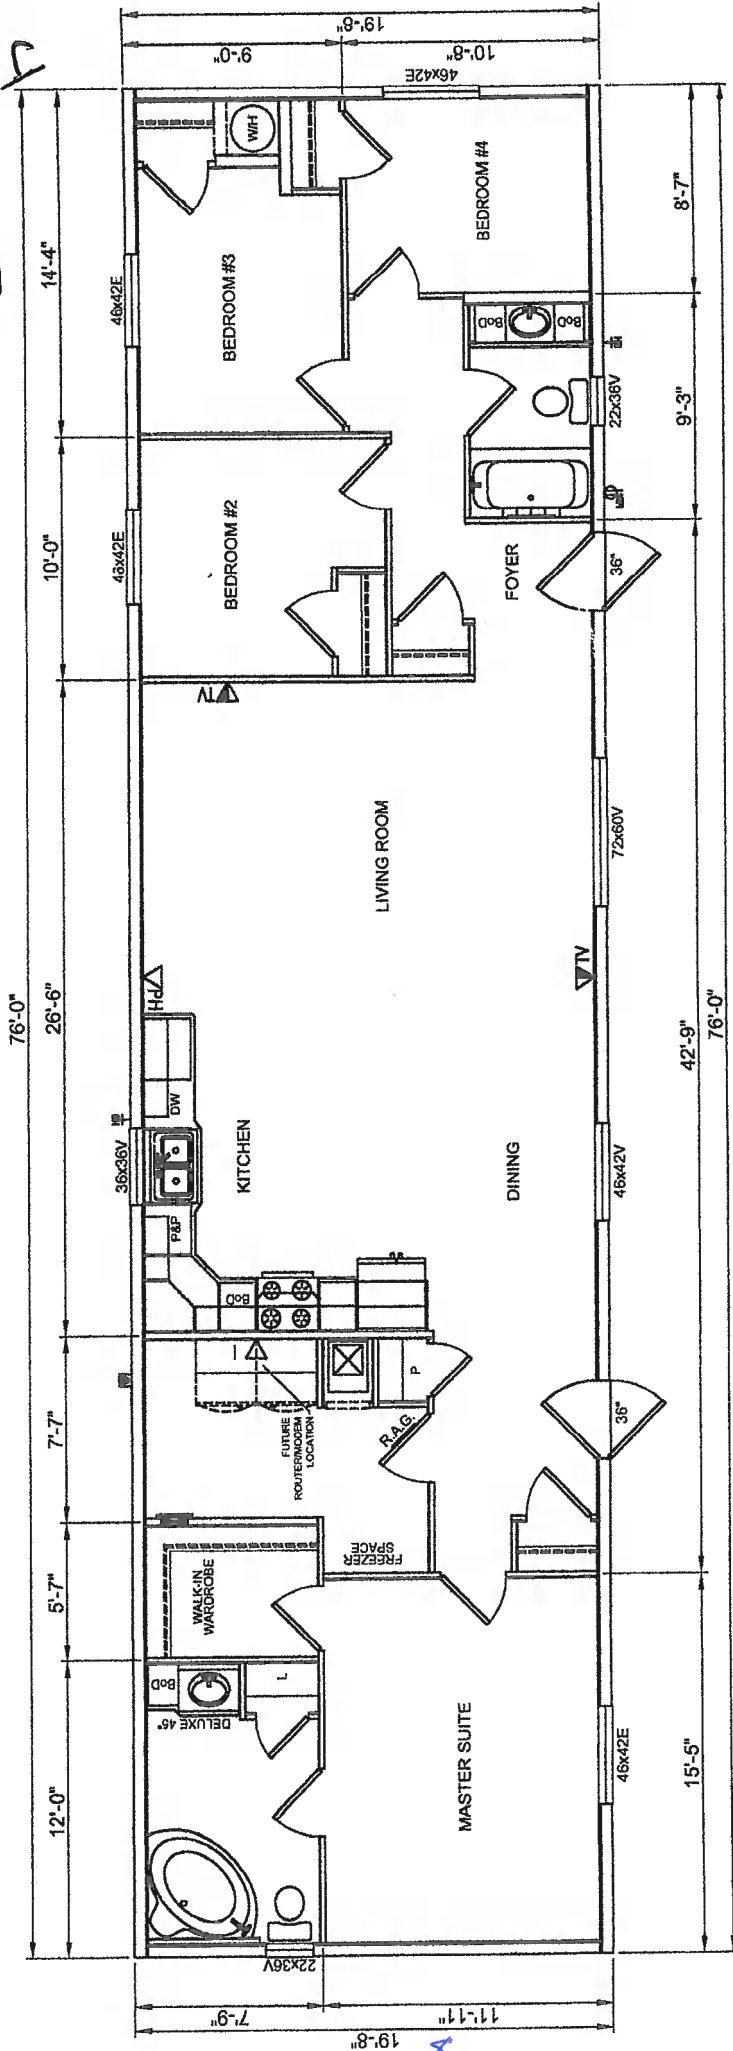 76'-0"
14'-4"
10'-0"
26'-6"
7'-7"
5'-7"
12'-0"
19'-8"
9'-0"
10'-8"
46x42E
46x42E
46x42E
36x36V
W/H
BEDROOM #3
BEDROOM #4
BEDROOM #2
BoD
BoD
22x36V
FOYER
36"
TV
LIVING ROOM
72x60V
PH
TV
DW
KITCHEN
P&P
BoD
DINING
46x42V
FUTURE
ROUTER/MODEM
LOCATION
P
R.A.G.
36"
FREEZER
SPACE
WALK-IN
WARDROBE
BoD
L
DELUXE 45°
MASTER SUITE
46x42E
22x36V
8'-7"
9'-3"
42'-9"
15'-5"
76'-0"
7'-9"
11'-11"
19'-8"